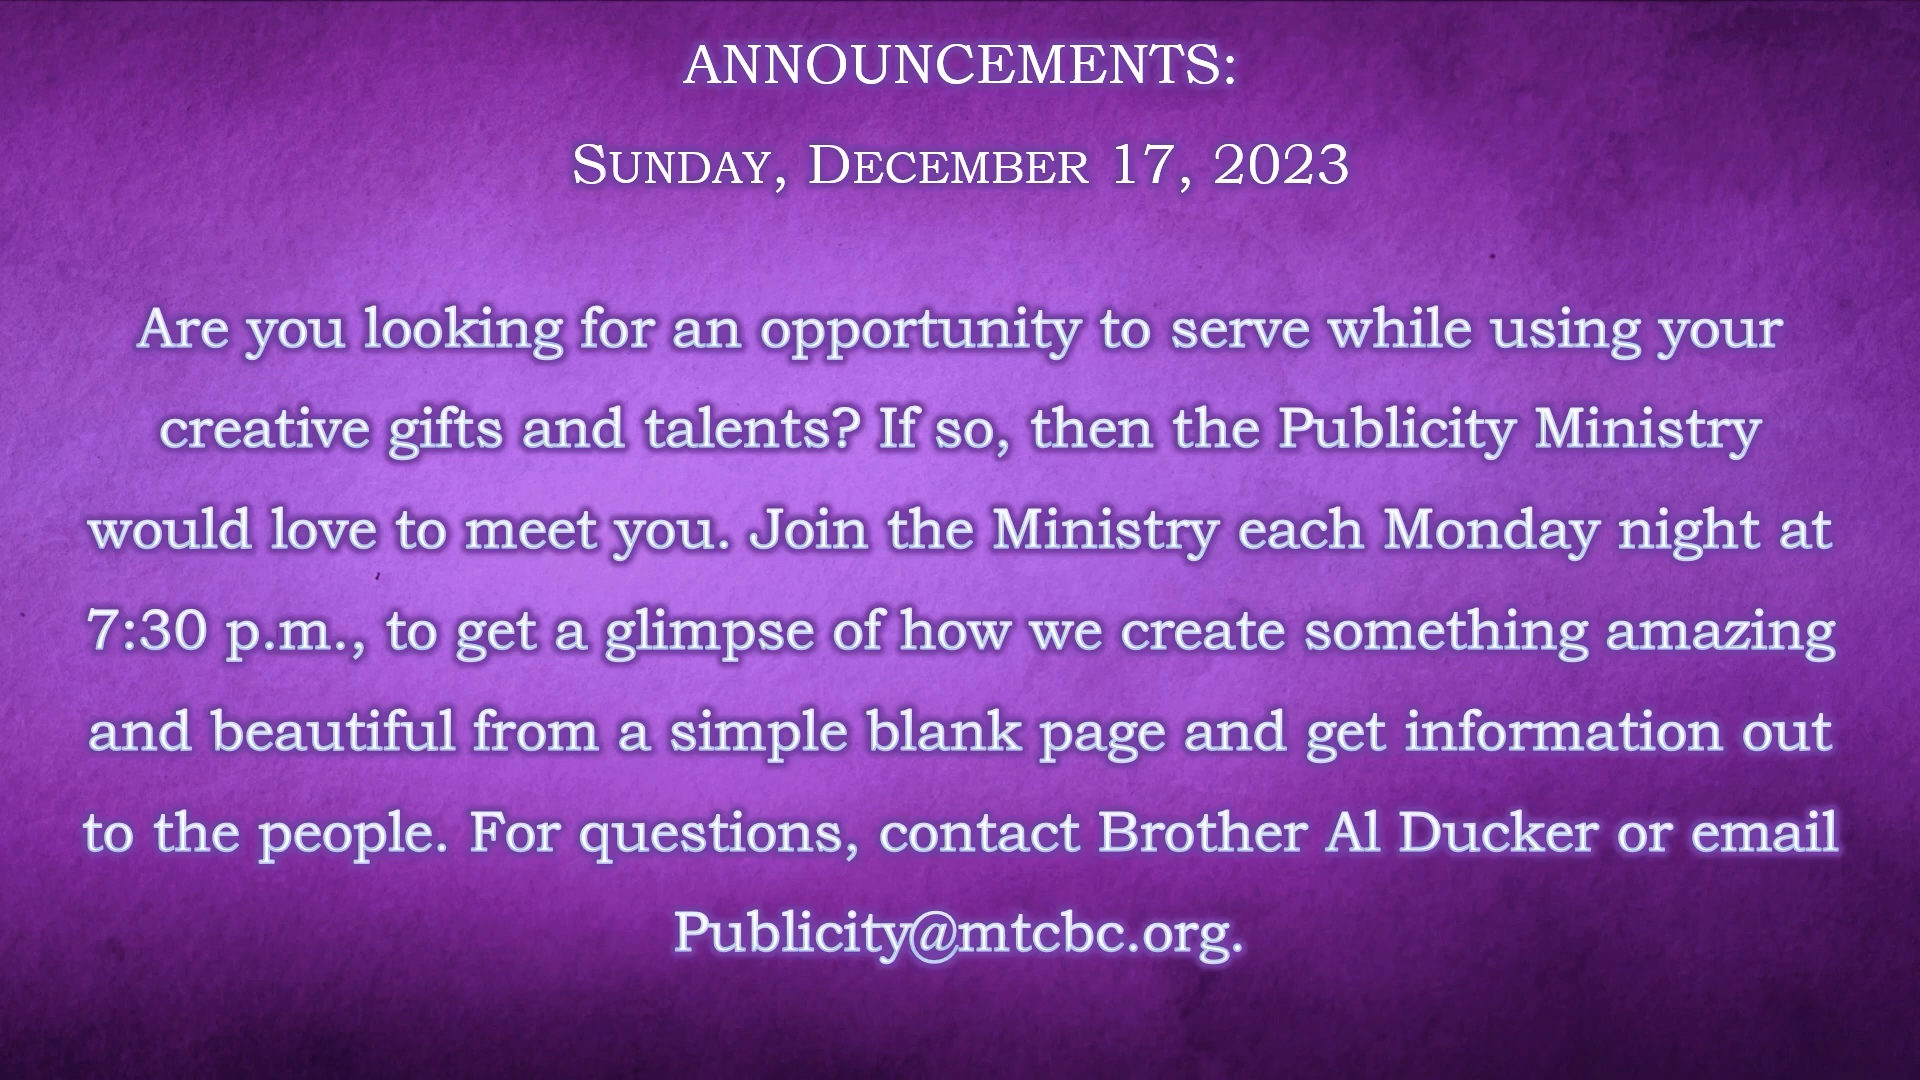 ANNOUNCEMENTS:
SUNDAY, DECEMBER 17, 2023
Are you looking for an opportunity to serve while using your
creative gifts and talents? If so, then the Publicity Ministry
would love to meet you. Join the Ministry each Monday night at
7:30 p.m., to get a glimpse of how we create something amazing
and beautiful from a simple blank page and get information out
to the people. For questions, contact Brother Al Ducker or email
Publicity@mtcbc.org.